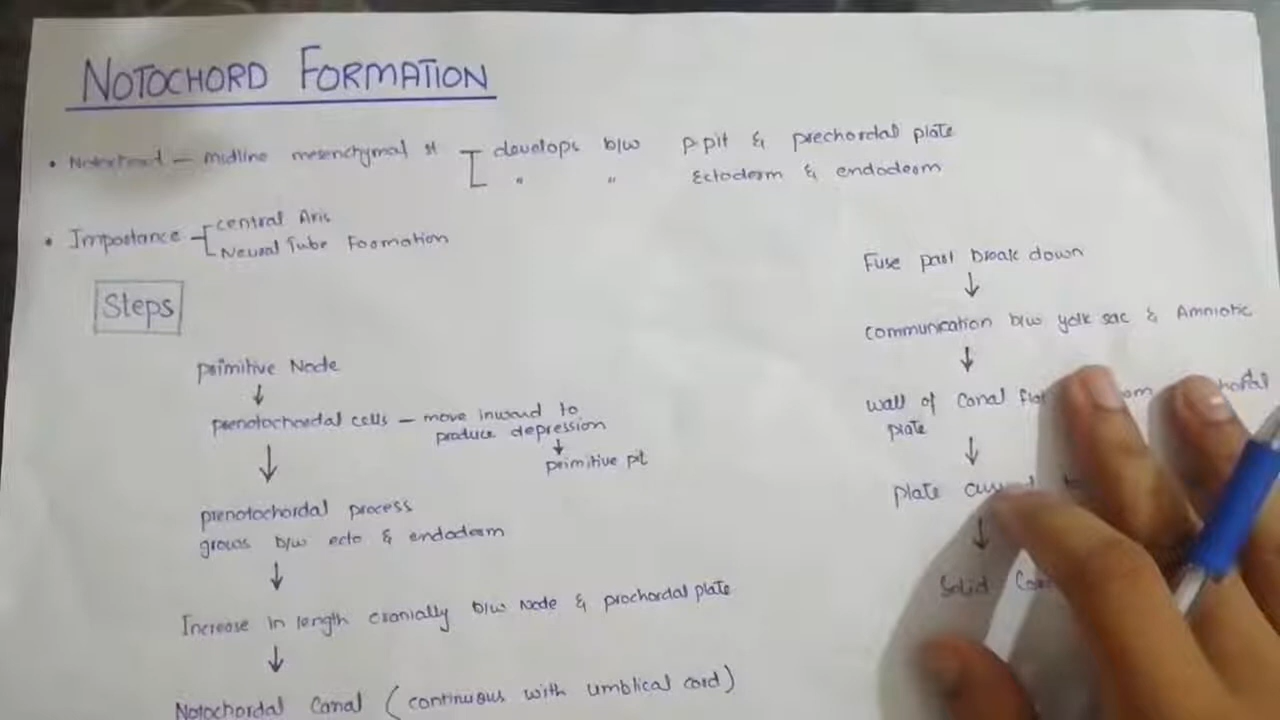 NOTOCHORD FORMATION
• Notochord – midline mesenchymal st
develops b/w p.pit & prechordal plate
" " Ectoderm & endoderm
• Importance
central Axis
Neural Tube Formation
Steps
primitive Node
↓
prenotochordal cells – move inward to
produce depression
↓
primitive pit
↓
prenotochordal process
grows b/w ecto & endoderm
↓
Increase in length cranially b/w Node & prochordal plate
↓
Notochordal Canal (continuous with umblical cord)
Fuse part break down
↓
communication b/w yolk sac & Amniotic
↓
wall of Canal
plate
↓
plate
↓
Solid